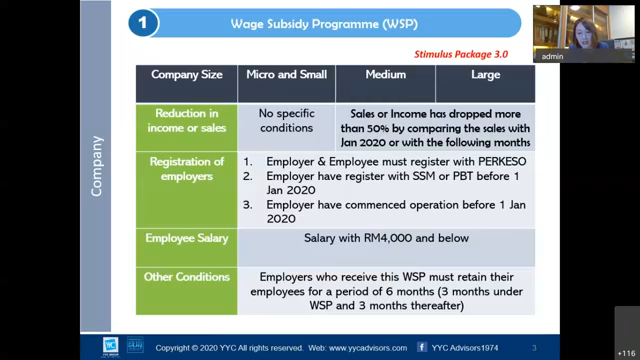 1
Wage Subsidy Programme (WSP)
Stimulus Package 3.0
admin
Company Size
Micro and Small
Medium
Large
Company
Reduction in
income or sales
No specific
conditions
Sales or Income has dropped more
than 50% by comparing the sales with
Jan 2020 or with the following months
Registration of
employers
1. Employer & Employee must register with PERKESO
2. Employer have register with SSM or PBT before 1
Jan 2020
3. Employer have commenced operation before 1 Jan
2020
Employee Salary
Salary with RM4,000 and below
Other Conditions
Employers who receive this WSP must retain their
employees for a period of 6 months (3 months under
WSP and 3 months thereafter)
Copyright © 2020 YYC All rights reserved. Website: www.yycadvisors.com
f
YYC Advisors1974
3
+116